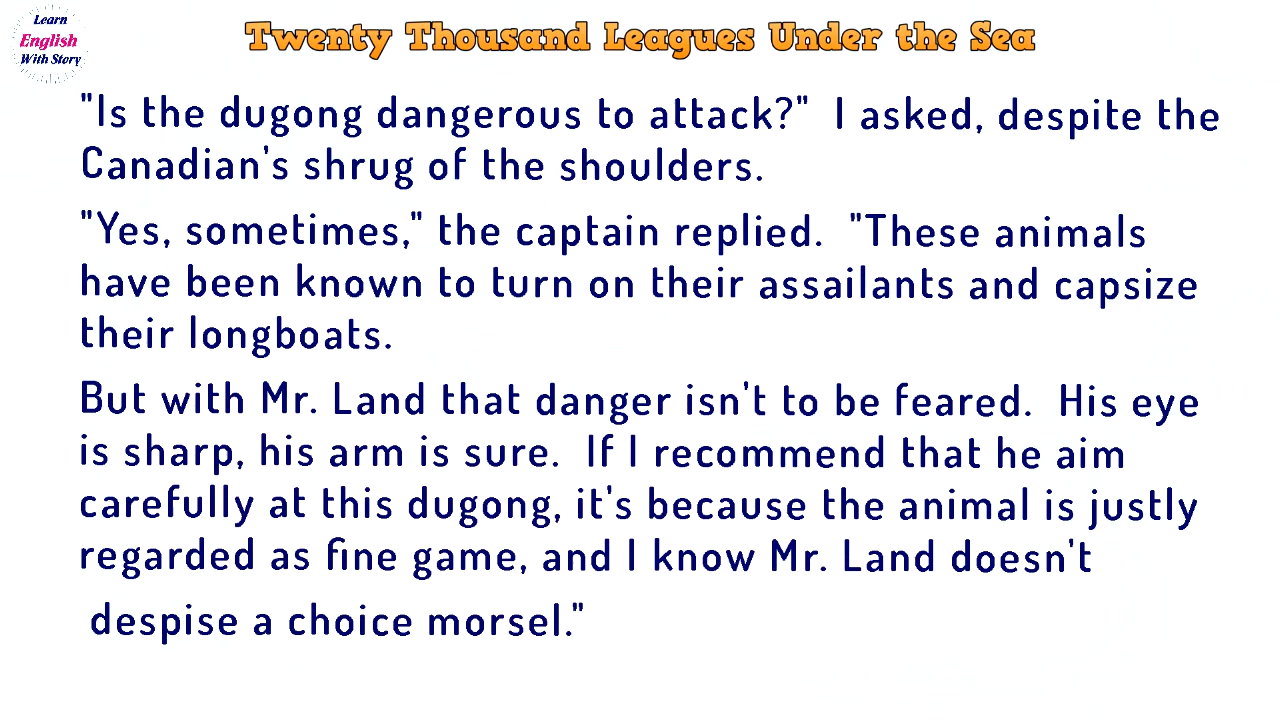 Learn
English
With Story
Twenty Thousand Leagues Under the Sea
"Is the dugong dangerous to attack?"  I asked, despite the
Canadian's shrug of the shoulders.
"Yes, sometimes," the captain replied.  "These animals
have been known to turn on their assailants and capsize
their longboats.
But with Mr. Land that danger isn't to be feared.  His eye
is sharp, his arm is sure.  If I recommend that he aim
carefully at this dugong, it's because the animal is justly
regarded as fine game, and I know Mr. Land doesn't
despise a choice morsel."